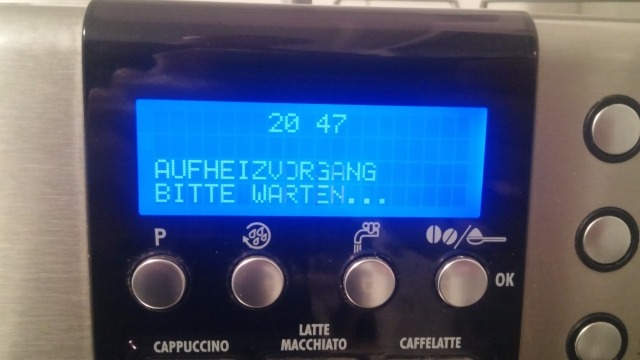 20 47
AUFHEIZVORGANG
BITTE WARTEN...
P
OK
CAPPUCCINO
LATTE
MACCHIATO
CAFFELATTE